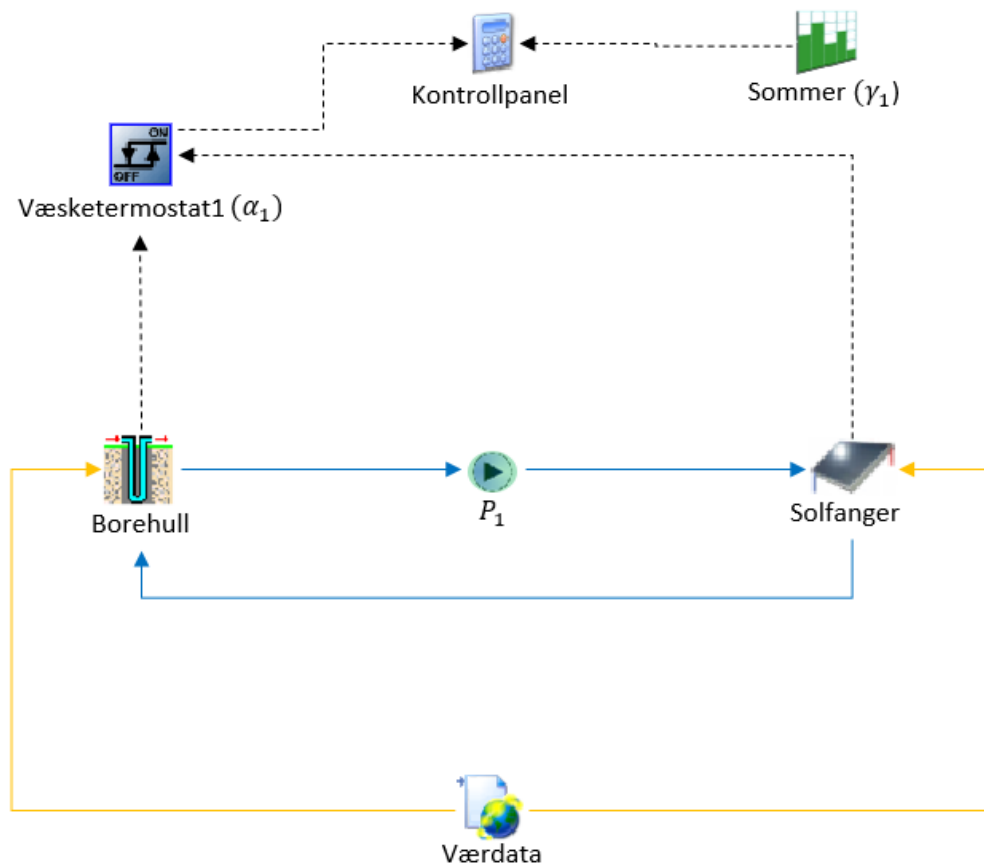 Kontrollpanel
Sommer (γ₁)
ON
OFF
Væsketermostat1 (α₁)
Borehull
P₁
Solfanger
Værdata